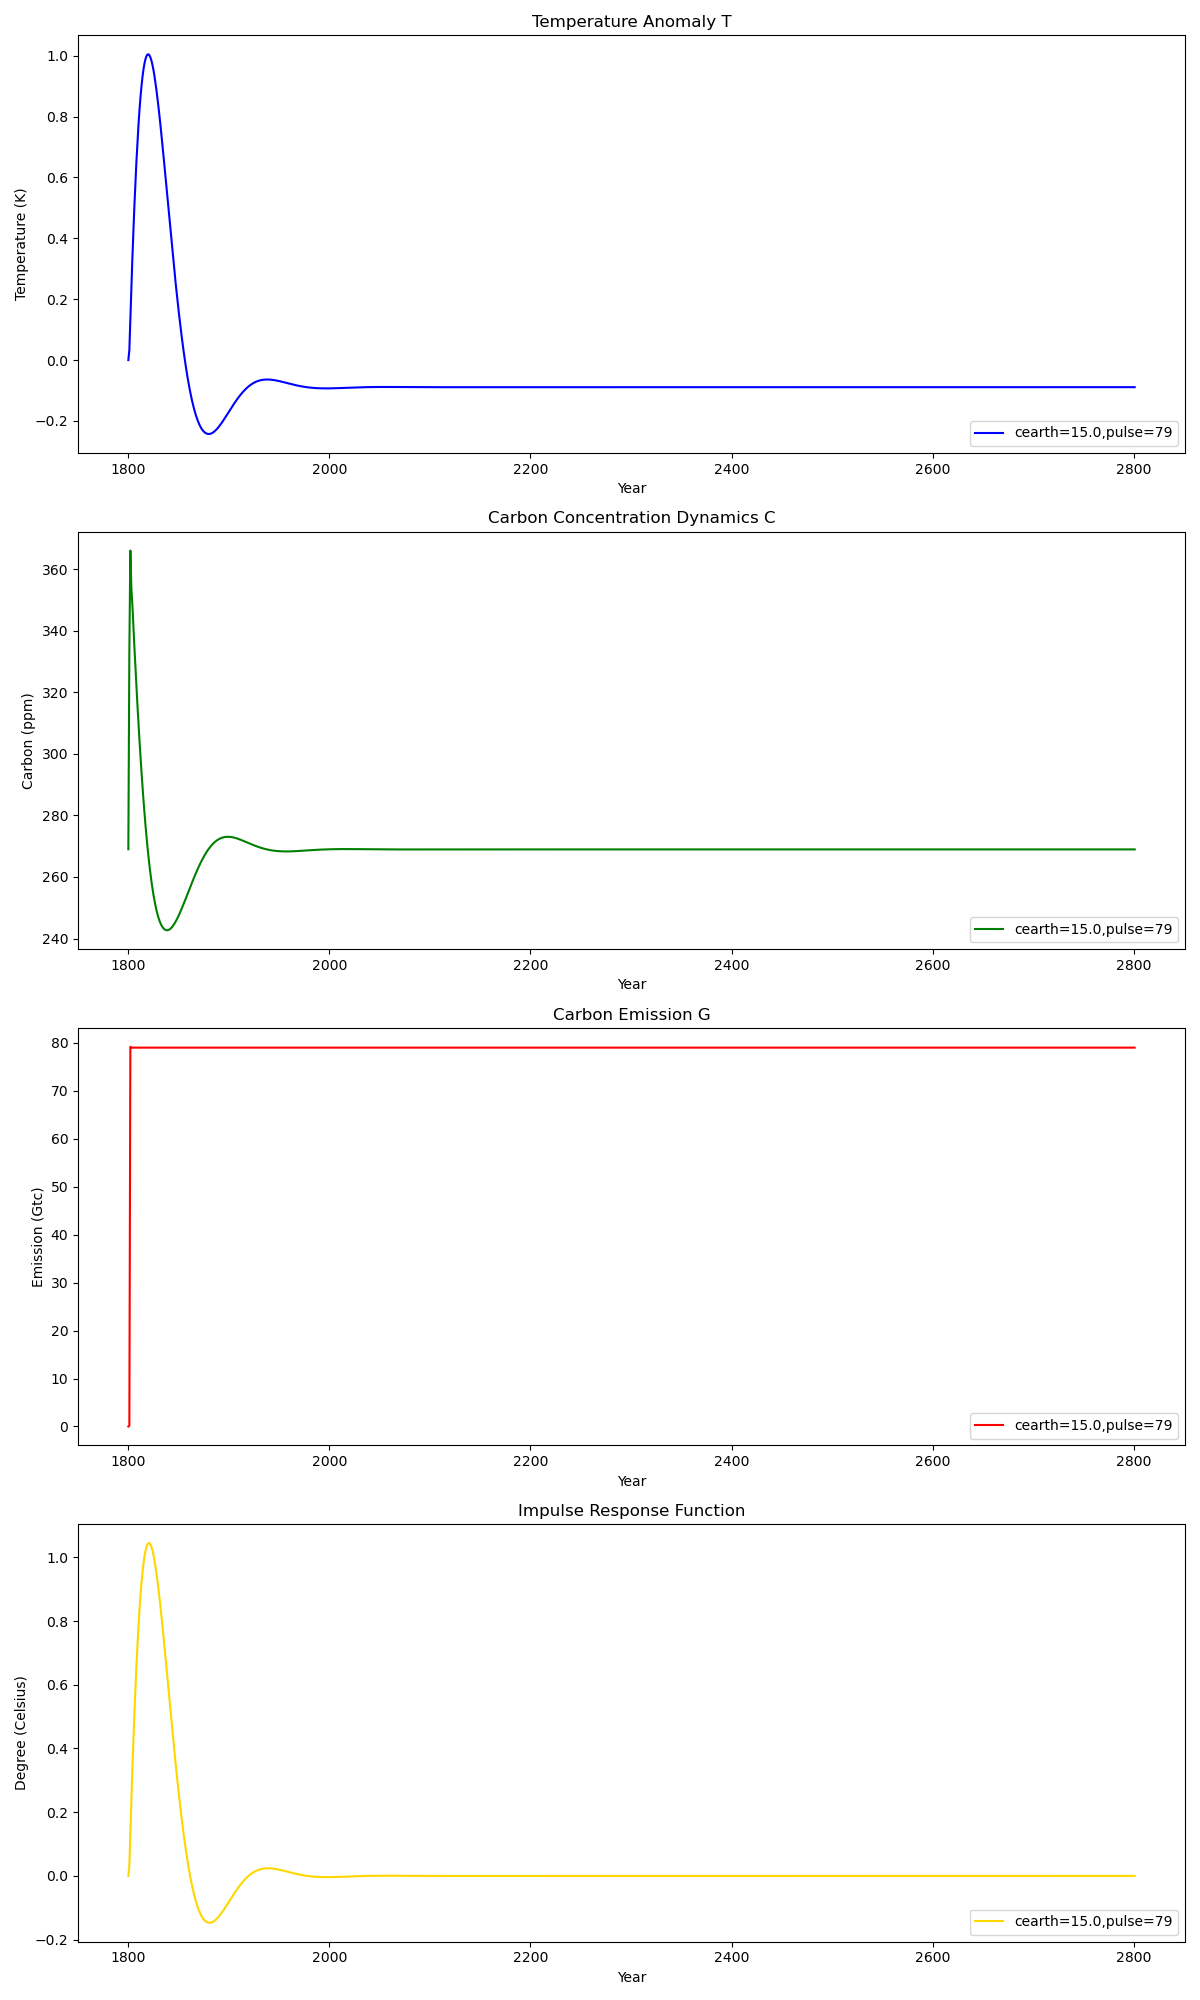 Temperature Anomaly T
1.0
0.8
0.6
0.4
0.2
0.0
−0.2
Temperature (K)
cearth=15.0,pulse=79
1800 2000 2200 2400 2600 2800
Year
Carbon Concentration Dynamics C
360
340
320
300
280
260
240
Carbon (ppm)
cearth=15.0,pulse=79
1800 2000 2200 2400 2600 2800
Year
Carbon Emission G
80
70
60
50
40
30
20
10
0
Emission (Gtc)
cearth=15.0,pulse=79
1800 2000 2200 2400 2600 2800
Year
Impulse Response Function
1.0
0.8
0.6
0.4
0.2
0.0
−0.2
Degree (Celsius)
cearth=15.0,pulse=79
1800 2000 2200 2400 2600 2800
Year